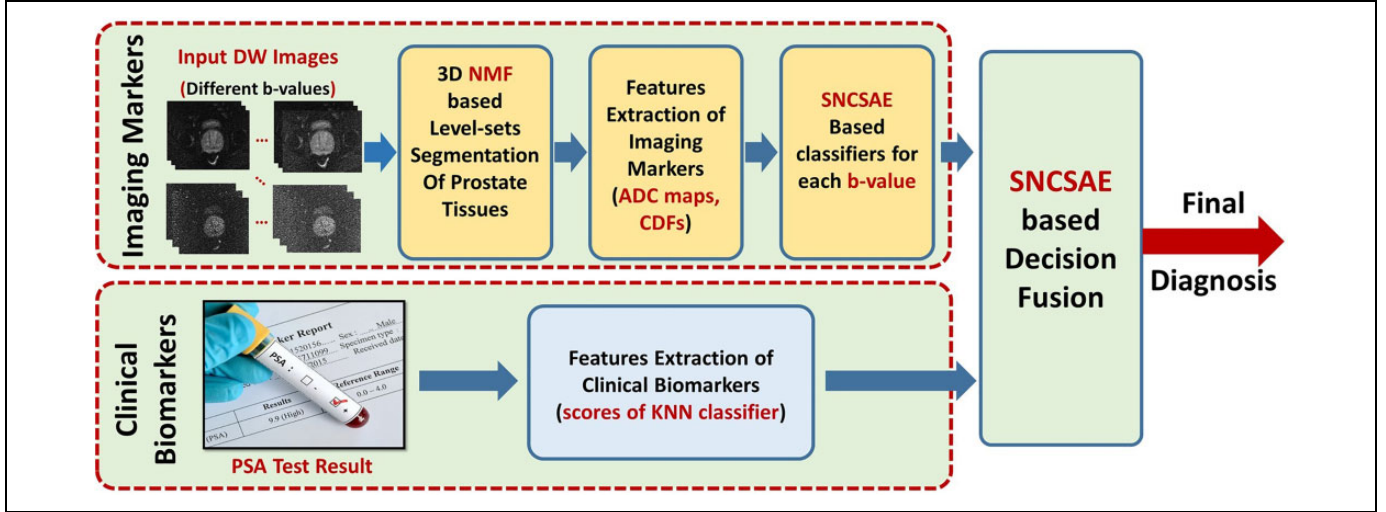 Imaging Markers
Input DW Images
(Different b-values)
...
...
...
3D NMF
based
Level-sets
Segmentation
Of Prostate
Tissues
Features
Extraction of
Imaging
Markers
(ADC maps,
CDFs)
SNCSAE
Based
classifiers for
each b-value
SNCSAE
based
Decision
Fusion
Final
Diagnosis
Clinical
Biomarkers
ker Report
1520156..... Sex : ..... Male
711099 Specimen type :
2015 Received date
PSA :
Results
Reference Range
9.9 (High)
0.0 – 4.0
(PSA)
PSA Test Result
Features Extraction of
Clinical Biomarkers
(scores of KNN classifier)